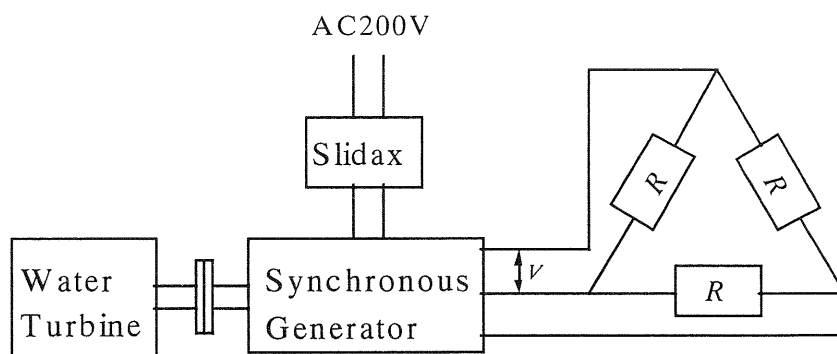 AC200V
Slidax
Water
Turbine
Synchronous
Generator
V
R
R
R